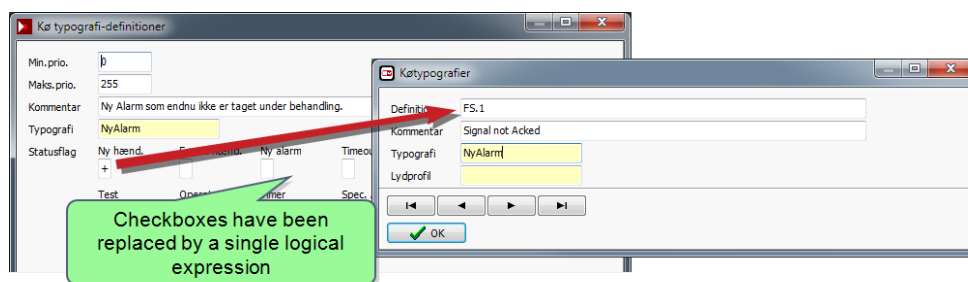 Kø typografi-definitioner
Min.prio. 0
Maks.prio. 255
Kommentar Ny Alarm som endnu ikke er taget under behandling.
Typografi NyAlarm
Statusflag Ny hænd. hænd. Ny alarm
+
Test
Spec.
Køtypografier
FS.1
Kommentar Signal not Acked
Typografi NyAlarm
Lydprofil
OK
Checkboxes have been
replaced by a single logical
expression